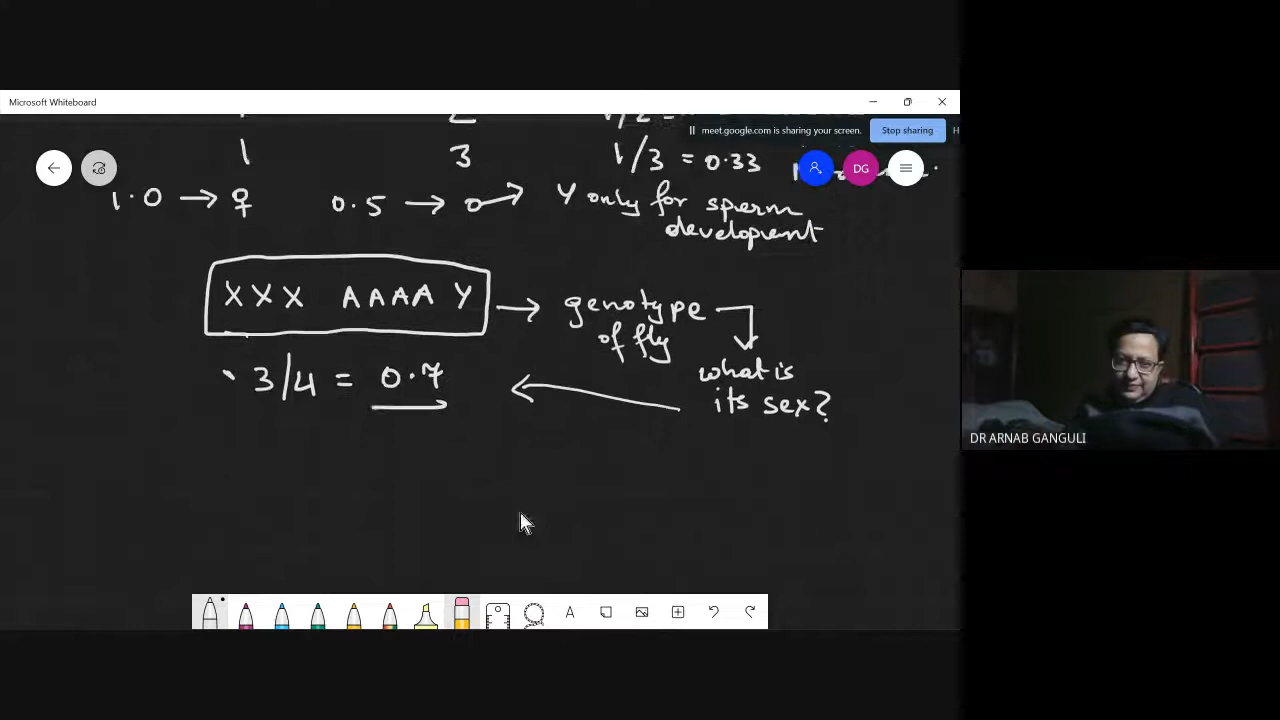 Microsoft Whiteboard
meet.google.com is sharing your screen.
Stop sharing
H
1
3
1/3 = 0.33
DG
1.0 → ♀
0.5 → ♂
Y only for sperm
development
XXX AAAA Y
→ genotype
of fly
3/4 = 0.7
what is
its sex?
A
DR ARNAB GANGULI